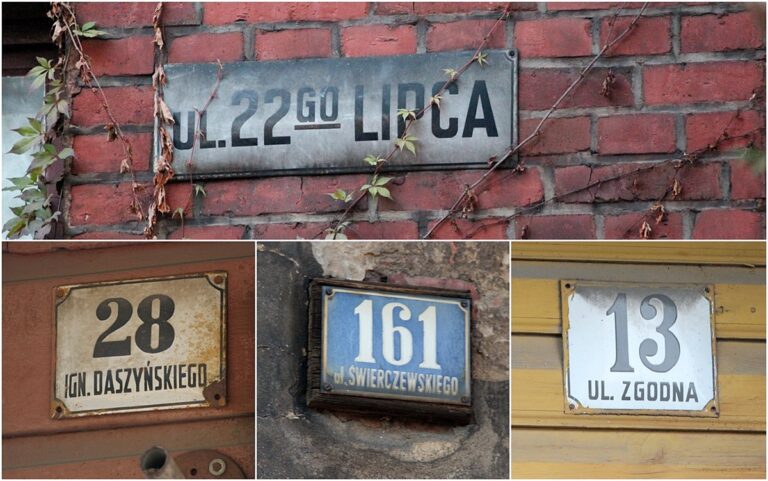 UL. 22GO LIPCA
28
IGN. DASZYŃSKIEGO
161
ul. ŚWIERCZEWSKIEGO
13
UL. ZGODNA